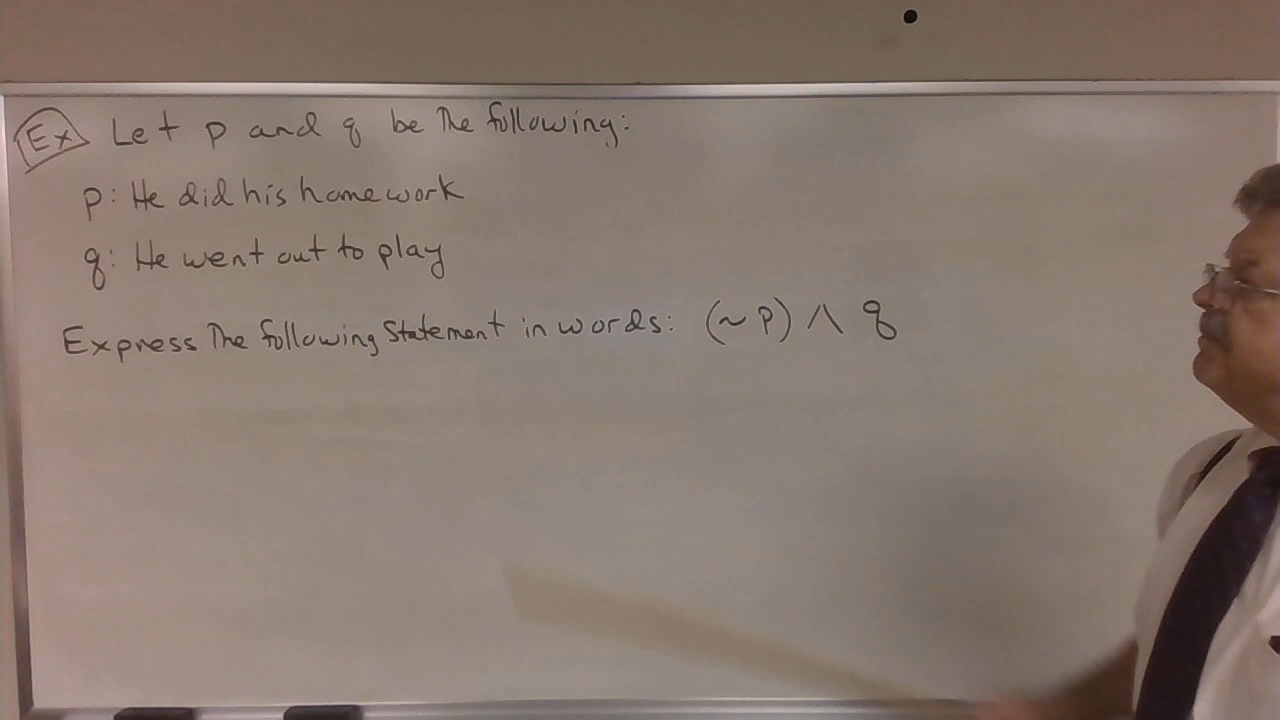 Ex Let p and q be the following:
p: He did his homework
q: He went out to play
Express the following Statement in words: (~p) ∧ q